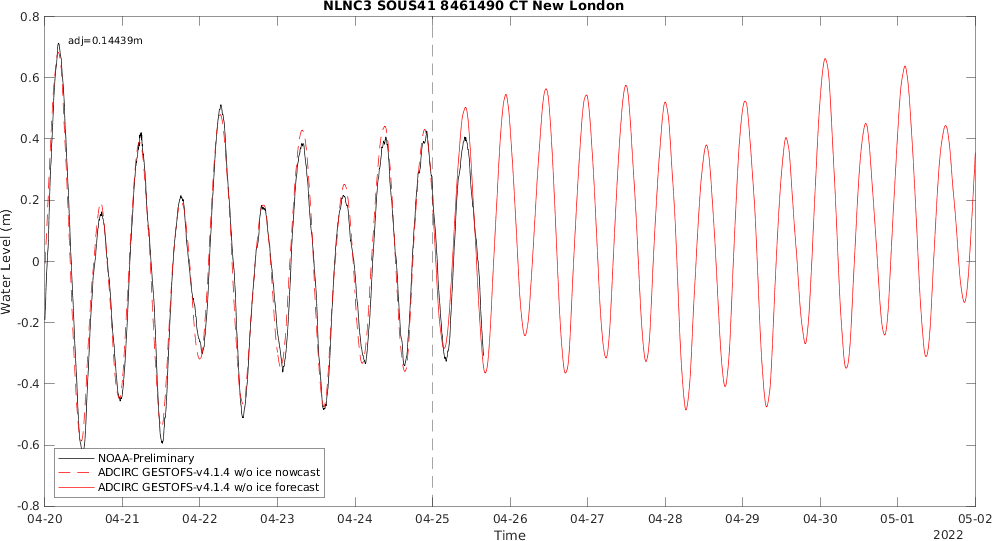 NLNC3 SOUS41 8461490 CT New London
adj=0.14439m
Water Level (m)
0.8
0.6
0.4
0.2
0
-0.2
-0.4
-0.6
-0.8
NOAA-Preliminary
ADCIRC GESTOFS-v4.1.4 w/o ice nowcast
ADCIRC GESTOFS-v4.1.4 w/o ice forecast
04-20 04-21 04-22 04-23 04-24 04-25 04-26 04-27 04-28 04-29 04-30 05-01 05-02
Time
2022